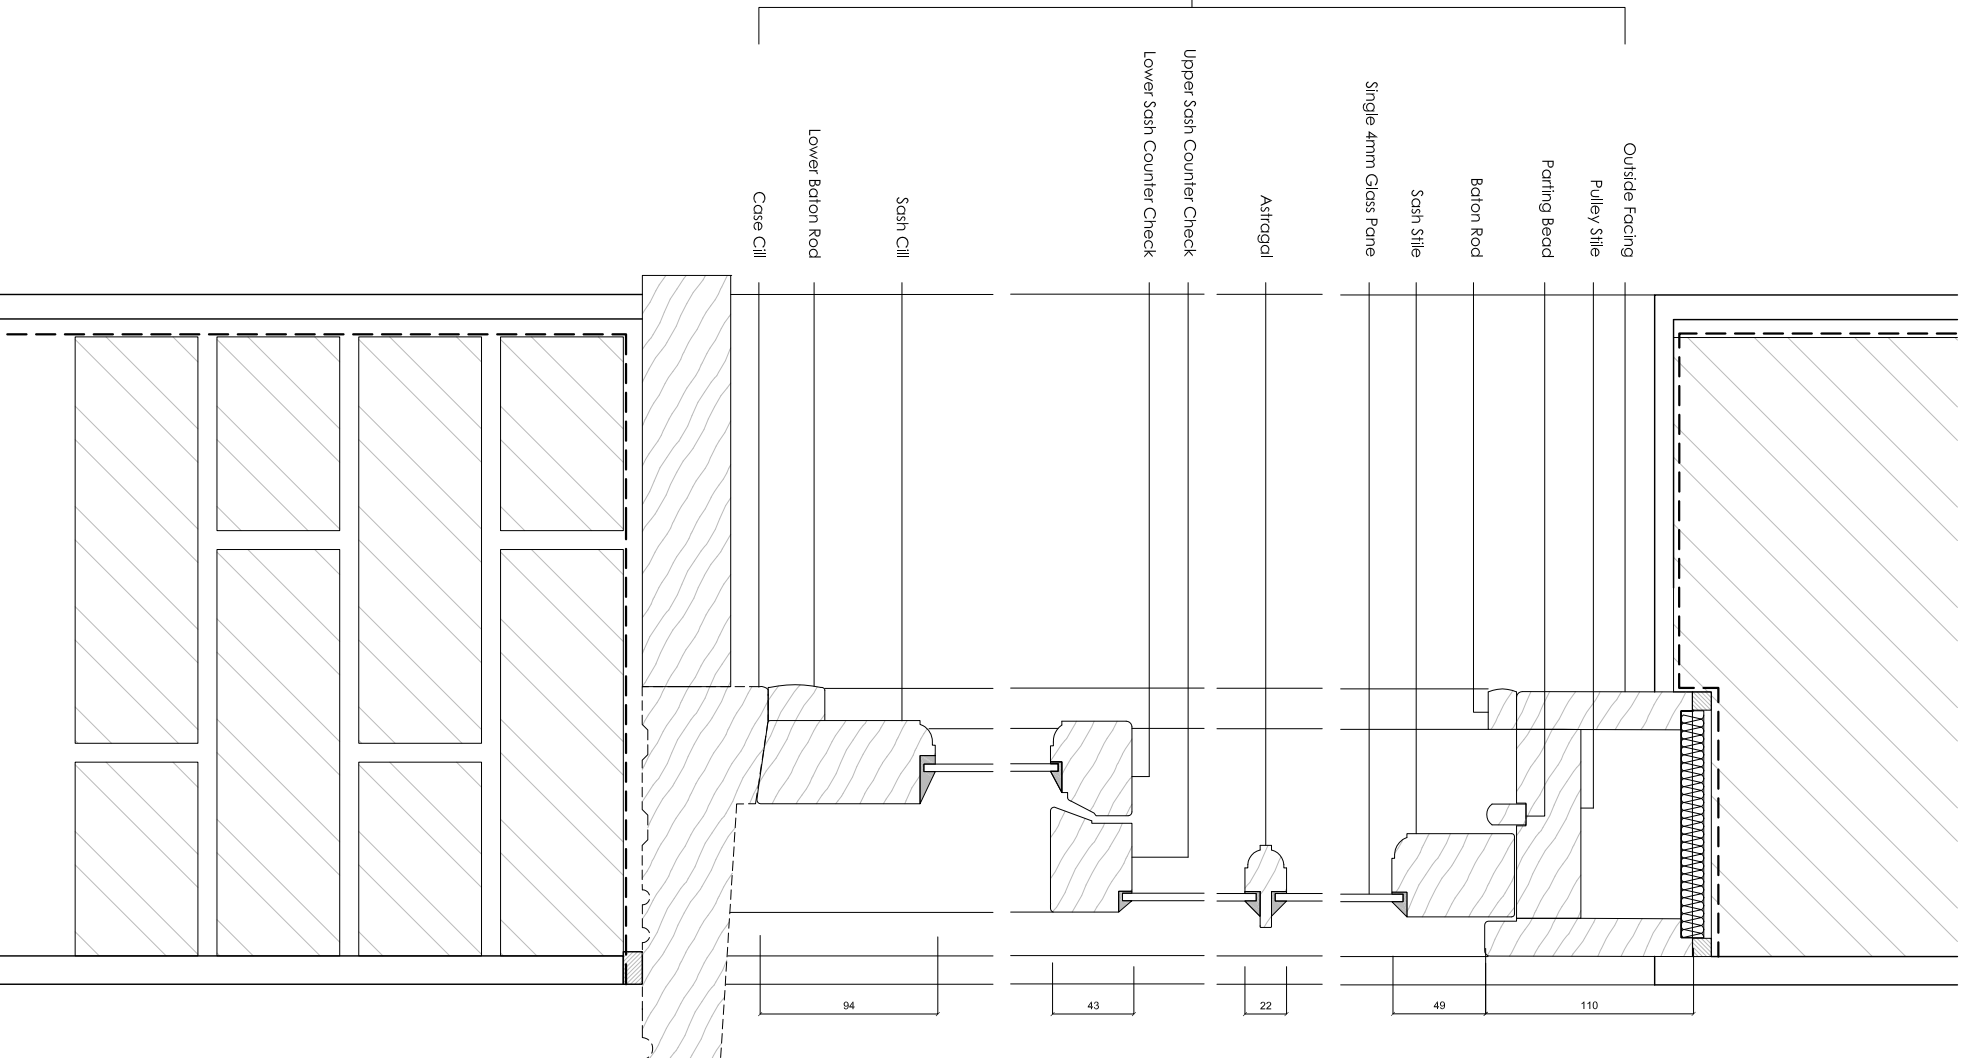 Case Cill
Lower Baton Rod
Sash Cill
Lower Sash Counter Check
Upper Sash Counter Check
Astragal
Single 4mm Glass Pane
Sash Stile
Baton Rod
Parting Bead
Pulley Stile
Outside Facing
94
43
22
49
110